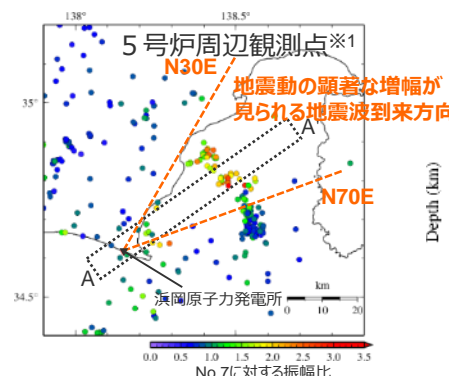 138° 138.5°
５号炉周辺観測点※1
N30E
地震動の顕著な増幅が
見られる地震波到来方向
35°
A
N70E
Depth (km)
A
浜岡原子力発電所
34.5°
km
0 10 20
0.0 0.5 1.0 1.5 2.0 2.5 3.0 3.5
No.7に対する振幅比